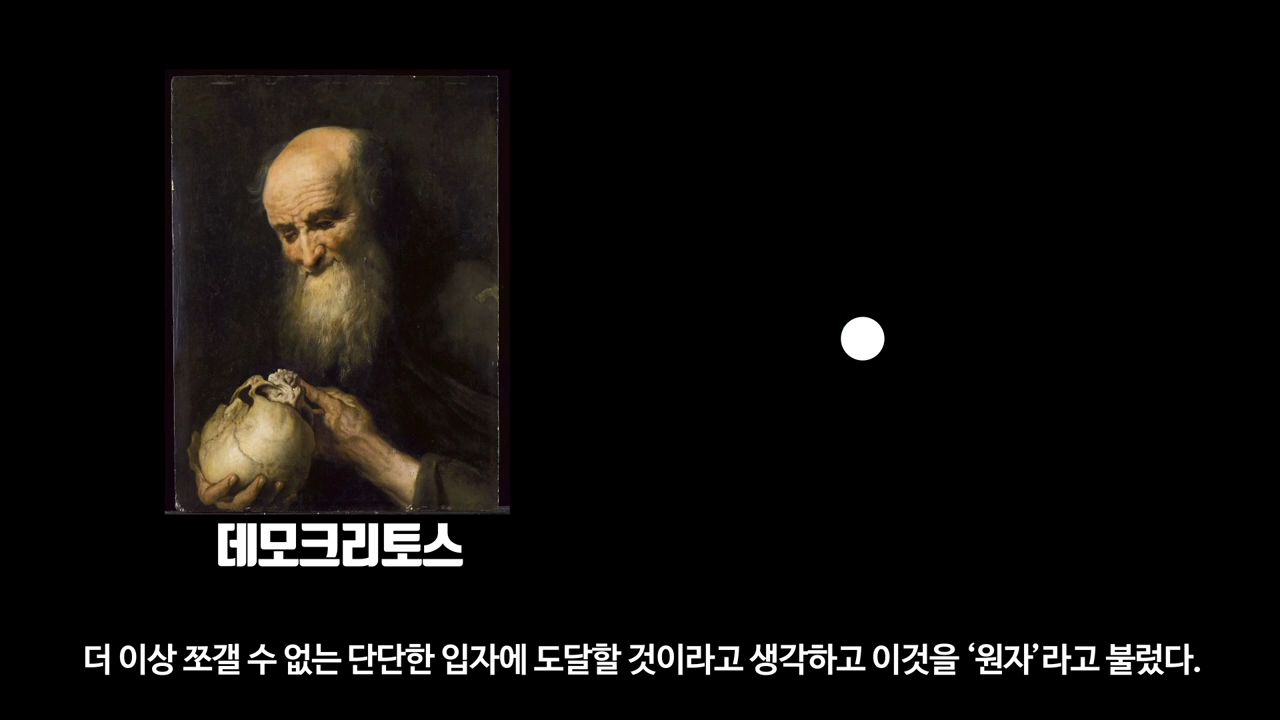 데모크리토스
더 이상 쪼갤 수 없는 단단한 입자에 도달할 것이라고 생각하고 이것을 ‘원자’라고 불렀다.